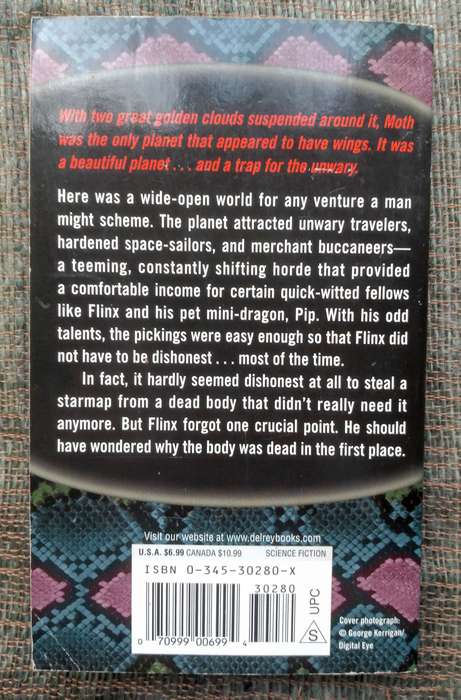 With two great golden clouds suspended around it, Moth
was the only planet that appeared to have wings. It was
a beautiful planet . . . and a trap for the unwary.
Here was a wide-open world for any venture a man
might scheme. The planet attracted unwary travelers,
hardened space-sailors, and merchant buccaneers—
a teeming, constantly shifting horde that provided
a comfortable income for certain quick-witted fellows
like Flinx and his pet mini-dragon, Pip. With his odd
talents, the pickings were easy enough so that Flinx did
not have to be dishonest . . . most of the time.
In fact, it hardly seemed dishonest at all to steal a
starmap from a dead body that didn't really need it
anymore. But Flinx forgot one crucial point. He should
have wondered why the body was dead in the first place.
Visit our website at www.delreybooks.com
U.S.A. $6.99 CANADA $10.99 SCIENCE FICTION
ISBN 0-345-30280-X
30280
0 70999 00699 4
S UPC
Cover photograph:
© George Kerrigan/
Digital Eye